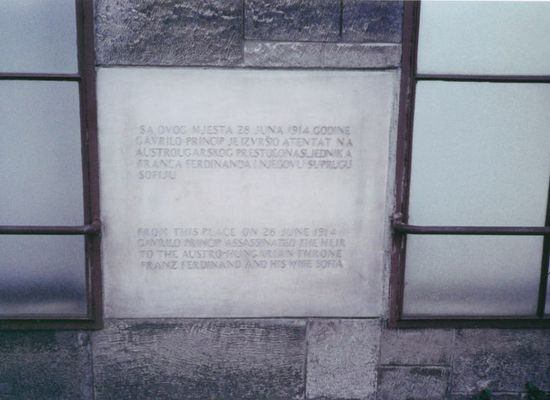 SA OVOG MJESTA 28 JUNA 1914 GODINE
GAVRILO PRINCIP JE IZVRŠIO ATENTAT NA
AUSTROUGARSKOG PRESTOLONASLJEDNIKA
FRANCA FERDINANDA I NJEGOVU SUPRUGU
SOFIJU
FROM THIS PLACE ON 28 JUNE 1914
GAVRILO PRINCIP ASSASSINATED THE HEIR
TO THE AUSTRO-HUNGARIAN THRONE
FRANZ FERDINAND AND HIS WIFE SOFIA